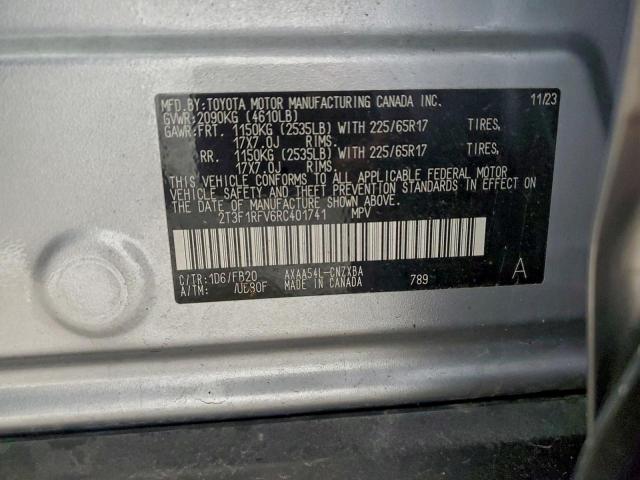 MFD.BY: TOYOTA MOTOR MANUFACTURING CANADA INC. 11/23
GVWR: 2090KG (4610LB)
GAWR: FRT. 1150KG (2535LB) WITH 225/65R17 TIRES,
17X7.0J RIMS.
RR. 1150KG (2535LB) WITH 225/65R17 TIRES,
17X7.0J RIMS.
THIS VEHICLE CONFORMS TO ALL APPLICABLE FEDERAL MOTOR
VEHICLE SAFETY AND THEFT PREVENTION STANDARDS IN EFFECT ON
THE DATE OF MANUFACTURE SHOWN ABOVE.
2T3F1RFV6RC401741 MPV
C/TR: 1D6/FB20 AXAA54L-CNZXBA A
A/TM: /UB90F MADE IN CANADA 789